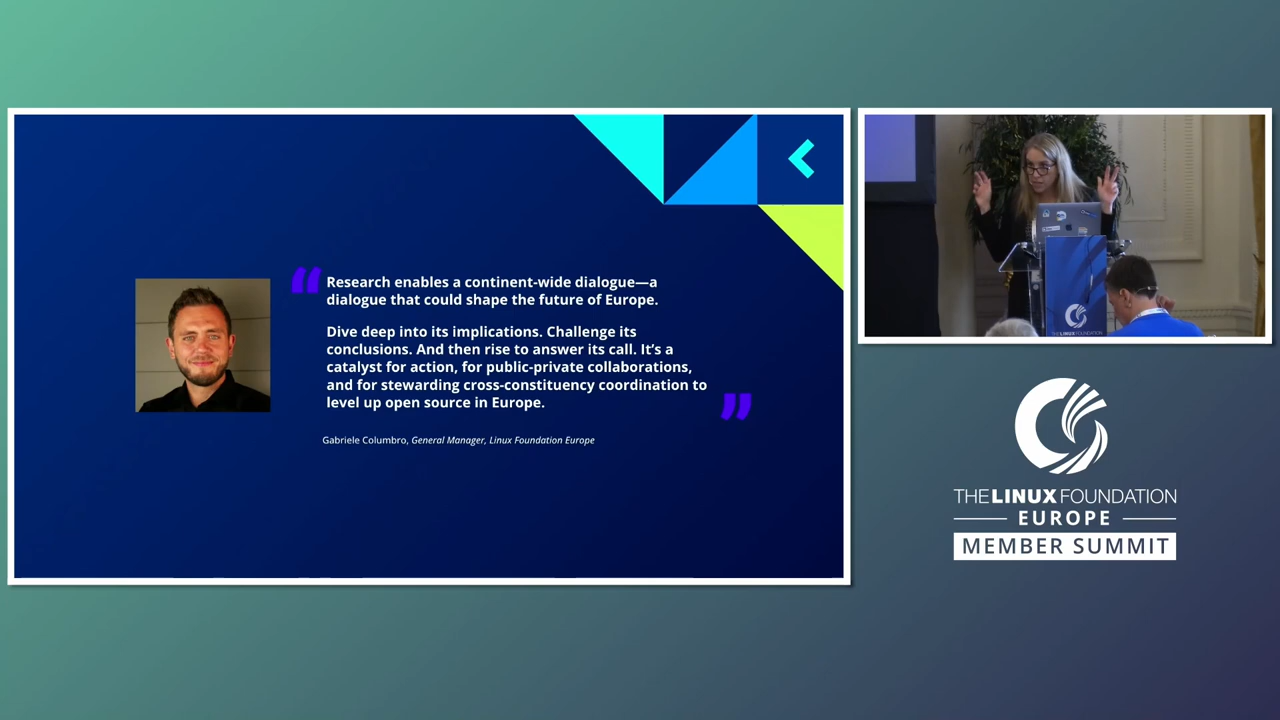 “
Research enables a continent-wide dialogue—a
dialogue that could shape the future of Europe.
Dive deep into its implications. Challenge its
conclusions. And then rise to answer its call. It’s a
catalyst for action, for public-private collaborations,
and for stewarding cross-constituency coordination to
level up open source in Europe.
”
Gabriele Columbro, General Manager, Linux Foundation Europe
THE LINUX FOUNDATION
EUROPE
MEMBER SUMMIT